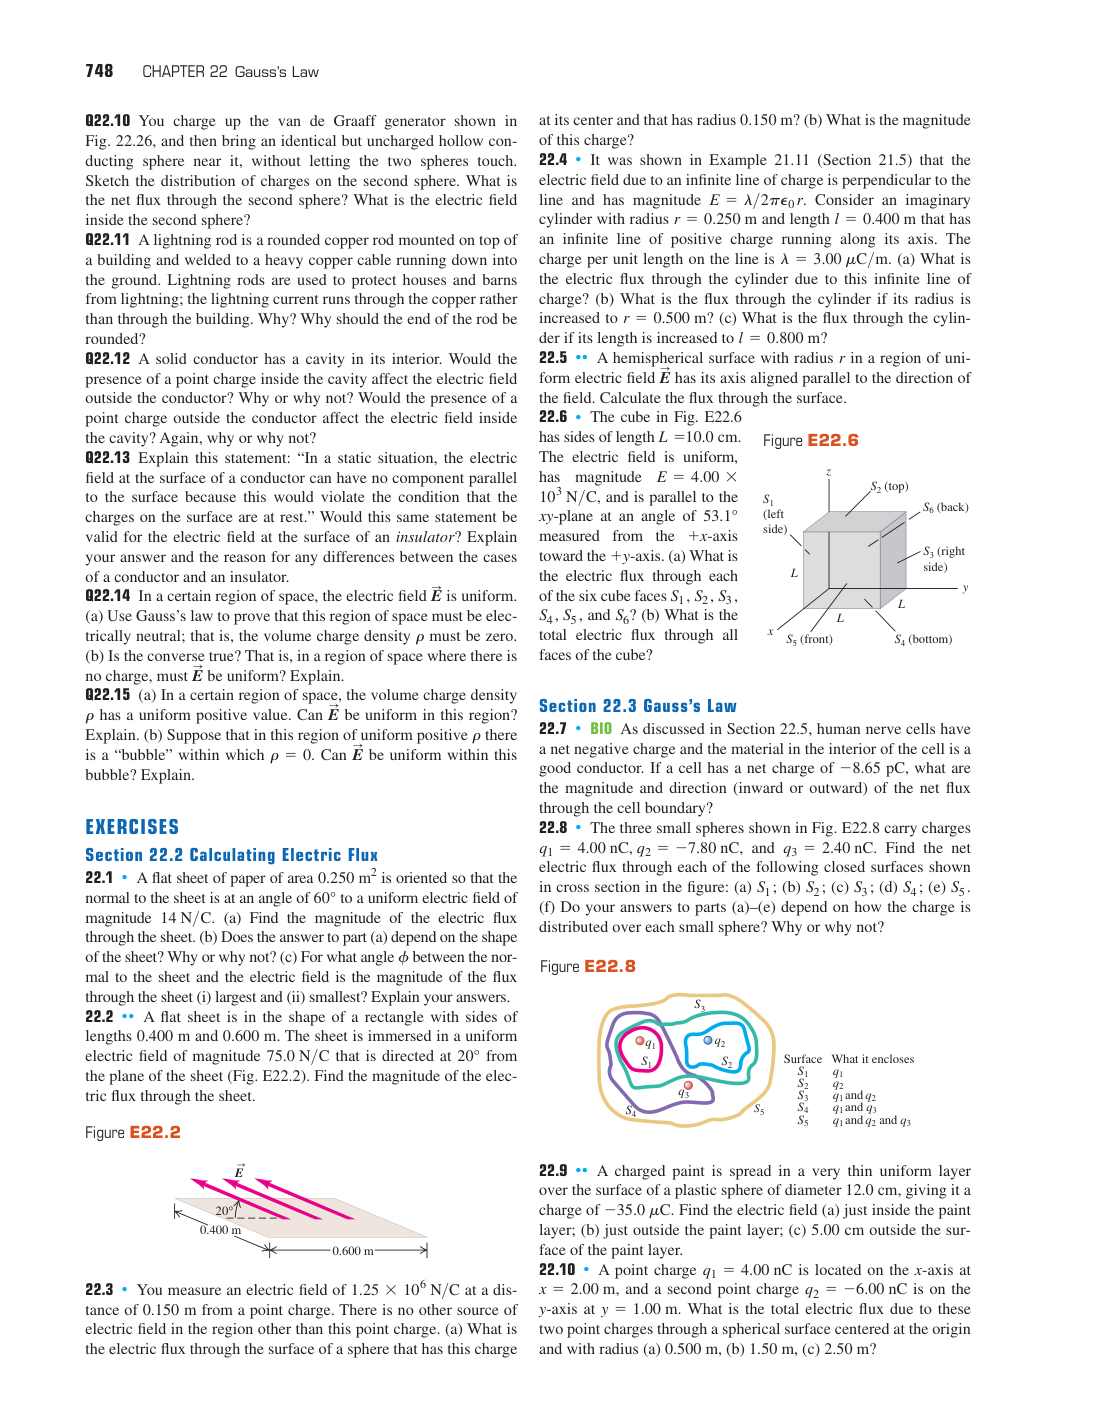 748 CHAPTER 22 Gauss's Law
Q22.10 You charge up the van de Graaff generator shown in
Fig. 22.26, and then bring an identical but uncharged hollow con-
ducting sphere near it, without letting the two spheres touch.
Sketch the distribution of charges on the second sphere. What is
the net flux through the second sphere? What is the electric field
inside the second sphere?
Q22.11 A lightning rod is a rounded copper rod mounted on top of
a building and welded to a heavy copper cable running down into
the ground. Lightning rods are used to protect houses and barns
from lightning; the lightning current runs through the copper rather
than through the building. Why? Why should the end of the rod be
rounded?
Q22.12 A solid conductor has a cavity in its interior. Would the
presence of a point charge inside the cavity affect the electric field
outside the conductor? Why or why not? Would the presence of a
point charge outside the conductor affect the electric field inside
the cavity? Again, why or why not?
Q22.13 Explain this statement: “In a static situation, the electric
field at the surface of a conductor can have no component parallel
to the surface because this would violate the condition that the
charges on the surface are at rest.” Would this same statement be
valid for the electric field at the surface of an insulator? Explain
your answer and the reason for any differences between the cases
of a conductor and an insulator.
Q22.14 In a certain region of space, the electric field E⃗ is uniform.
(a) Use Gauss's law to prove that this region of space must be elec-
trically neutral; that is, the volume charge density ρ must be zero.
(b) Is the converse true? That is, in a region of space where there is
no charge, must E⃗ be uniform? Explain.
Q22.15 (a) In a certain region of space, the volume charge density
ρ has a uniform positive value. Can E⃗ be uniform in this region?
Explain. (b) Suppose that in this region of uniform positive ρ there
is a “bubble” within which ρ = 0. Can E⃗ be uniform within this
bubble? Explain.
EXERCISES
Section 22.2 Calculating Electric Flux
22.1 • A flat sheet of paper of area 0.250 m² is oriented so that the
normal to the sheet is at an angle of 60° to a uniform electric field of
magnitude 14 N/C. (a) Find the magnitude of the electric flux
through the sheet. (b) Does the answer to part (a) depend on the shape
of the sheet? Why or why not? (c) For what angle ϕ between the nor-
mal to the sheet and the electric field is the magnitude of the flux
through the sheet (i) largest and (ii) smallest? Explain your answers.
22.2 •• A flat sheet is in the shape of a rectangle with sides of
lengths 0.400 m and 0.600 m. The sheet is immersed in a uniform
electric field of magnitude 75.0 N/C that is directed at 20° from
the plane of the sheet (Fig. E22.2). Find the magnitude of the elec-
tric flux through the sheet.
Figure E22.2
E⃗
20°
0.400 m
0.600 m
22.3 • You measure an electric field of 1.25 × 10⁶ N/C at a dis-
tance of 0.150 m from a point charge. There is no other source of
electric field in the region other than this point charge. (a) What is
the electric flux through the surface of a sphere that has this charge
at its center and that has radius 0.150 m? (b) What is the magnitude
of this charge?
22.4 • It was shown in Example 21.11 (Section 21.5) that the
electric field due to an infinite line of charge is perpendicular to the
line and has magnitude E = λ/2πϵ₀r. Consider an imaginary
cylinder with radius r = 0.250 m and length l = 0.400 m that has
an infinite line of positive charge running along its axis. The
charge per unit length on the line is λ = 3.00 μC/m. (a) What is
the electric flux through the cylinder due to this infinite line of
charge? (b) What is the flux through the cylinder if its radius is
increased to r = 0.500 m? (c) What is the flux through the cylin-
der if its length is increased to l = 0.800 m?
22.5 •• A hemispherical surface with radius r in a region of uni-
form electric field E⃗ has its axis aligned parallel to the direction of
the field. Calculate the flux through the surface.
22.6 • The cube in Fig. E22.6
has sides of length L =10.0 cm.
The electric field is uniform,
has magnitude E = 4.00 ×
10³ N/C, and is parallel to the
xy-plane at an angle of 53.1°
measured from the +x-axis
toward the +y-axis. (a) What is
the electric flux through each
of the six cube faces S₁, S₂, S₃,
S₄, S₅, and S₆? (b) What is the
total electric flux through all
faces of the cube?
Figure E22.6
z
S₂ (top)
S₁
(left
side)
S₆ (back)
S₃ (right
side)
L
y
L
L
x
S₅ (front)
S₄ (bottom)
Section 22.3 Gauss's Law
22.7 • BIO As discussed in Section 22.5, human nerve cells have
a net negative charge and the material in the interior of the cell is a
good conductor. If a cell has a net charge of −8.65 pC, what are
the magnitude and direction (inward or outward) of the net flux
through the cell boundary?
22.8 • The three small spheres shown in Fig. E22.8 carry charges
q₁ = 4.00 nC, q₂ = −7.80 nC, and q₃ = 2.40 nC. Find the net
electric flux through each of the following closed surfaces shown
in cross section in the figure: (a) S₁; (b) S₂; (c) S₃; (d) S₄; (e) S₅.
(f) Do your answers to parts (a)–(e) depend on how the charge is
distributed over each small sphere? Why or why not?
Figure E22.8
S₃
q₁
q₂
S₁
S₂
q₃
S₄
S₅
Surface What it encloses
S₁ q₁
S₂ q₂
S₃ q₁ and q₂
S₄ q₁ and q₃
S₅ q₁ and q₂ and q₃
22.9 •• A charged paint is spread in a very thin uniform layer
over the surface of a plastic sphere of diameter 12.0 cm, giving it a
charge of −35.0 μC. Find the electric field (a) just inside the paint
layer; (b) just outside the paint layer; (c) 5.00 cm outside the sur-
face of the paint layer.
22.10 • A point charge q₁ = 4.00 nC is located on the x-axis at
x = 2.00 m, and a second point charge q₂ = −6.00 nC is on the
y-axis at y = 1.00 m. What is the total electric flux due to these
two point charges through a spherical surface centered at the origin
and with radius (a) 0.500 m, (b) 1.50 m, (c) 2.50 m?